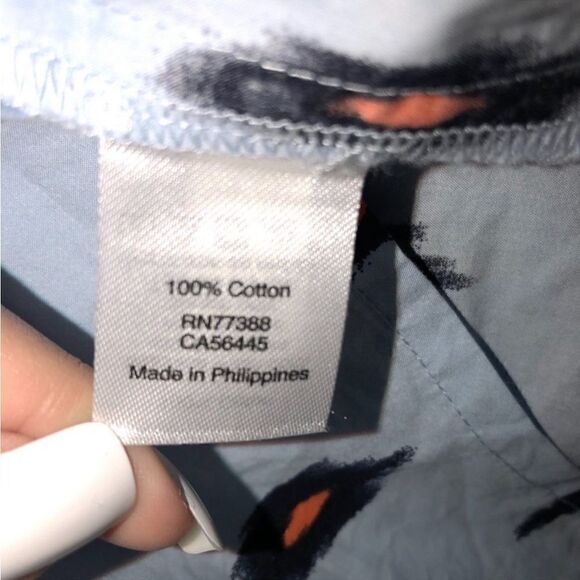 100% Cotton
RN77388
CA56445
Made in Philippines